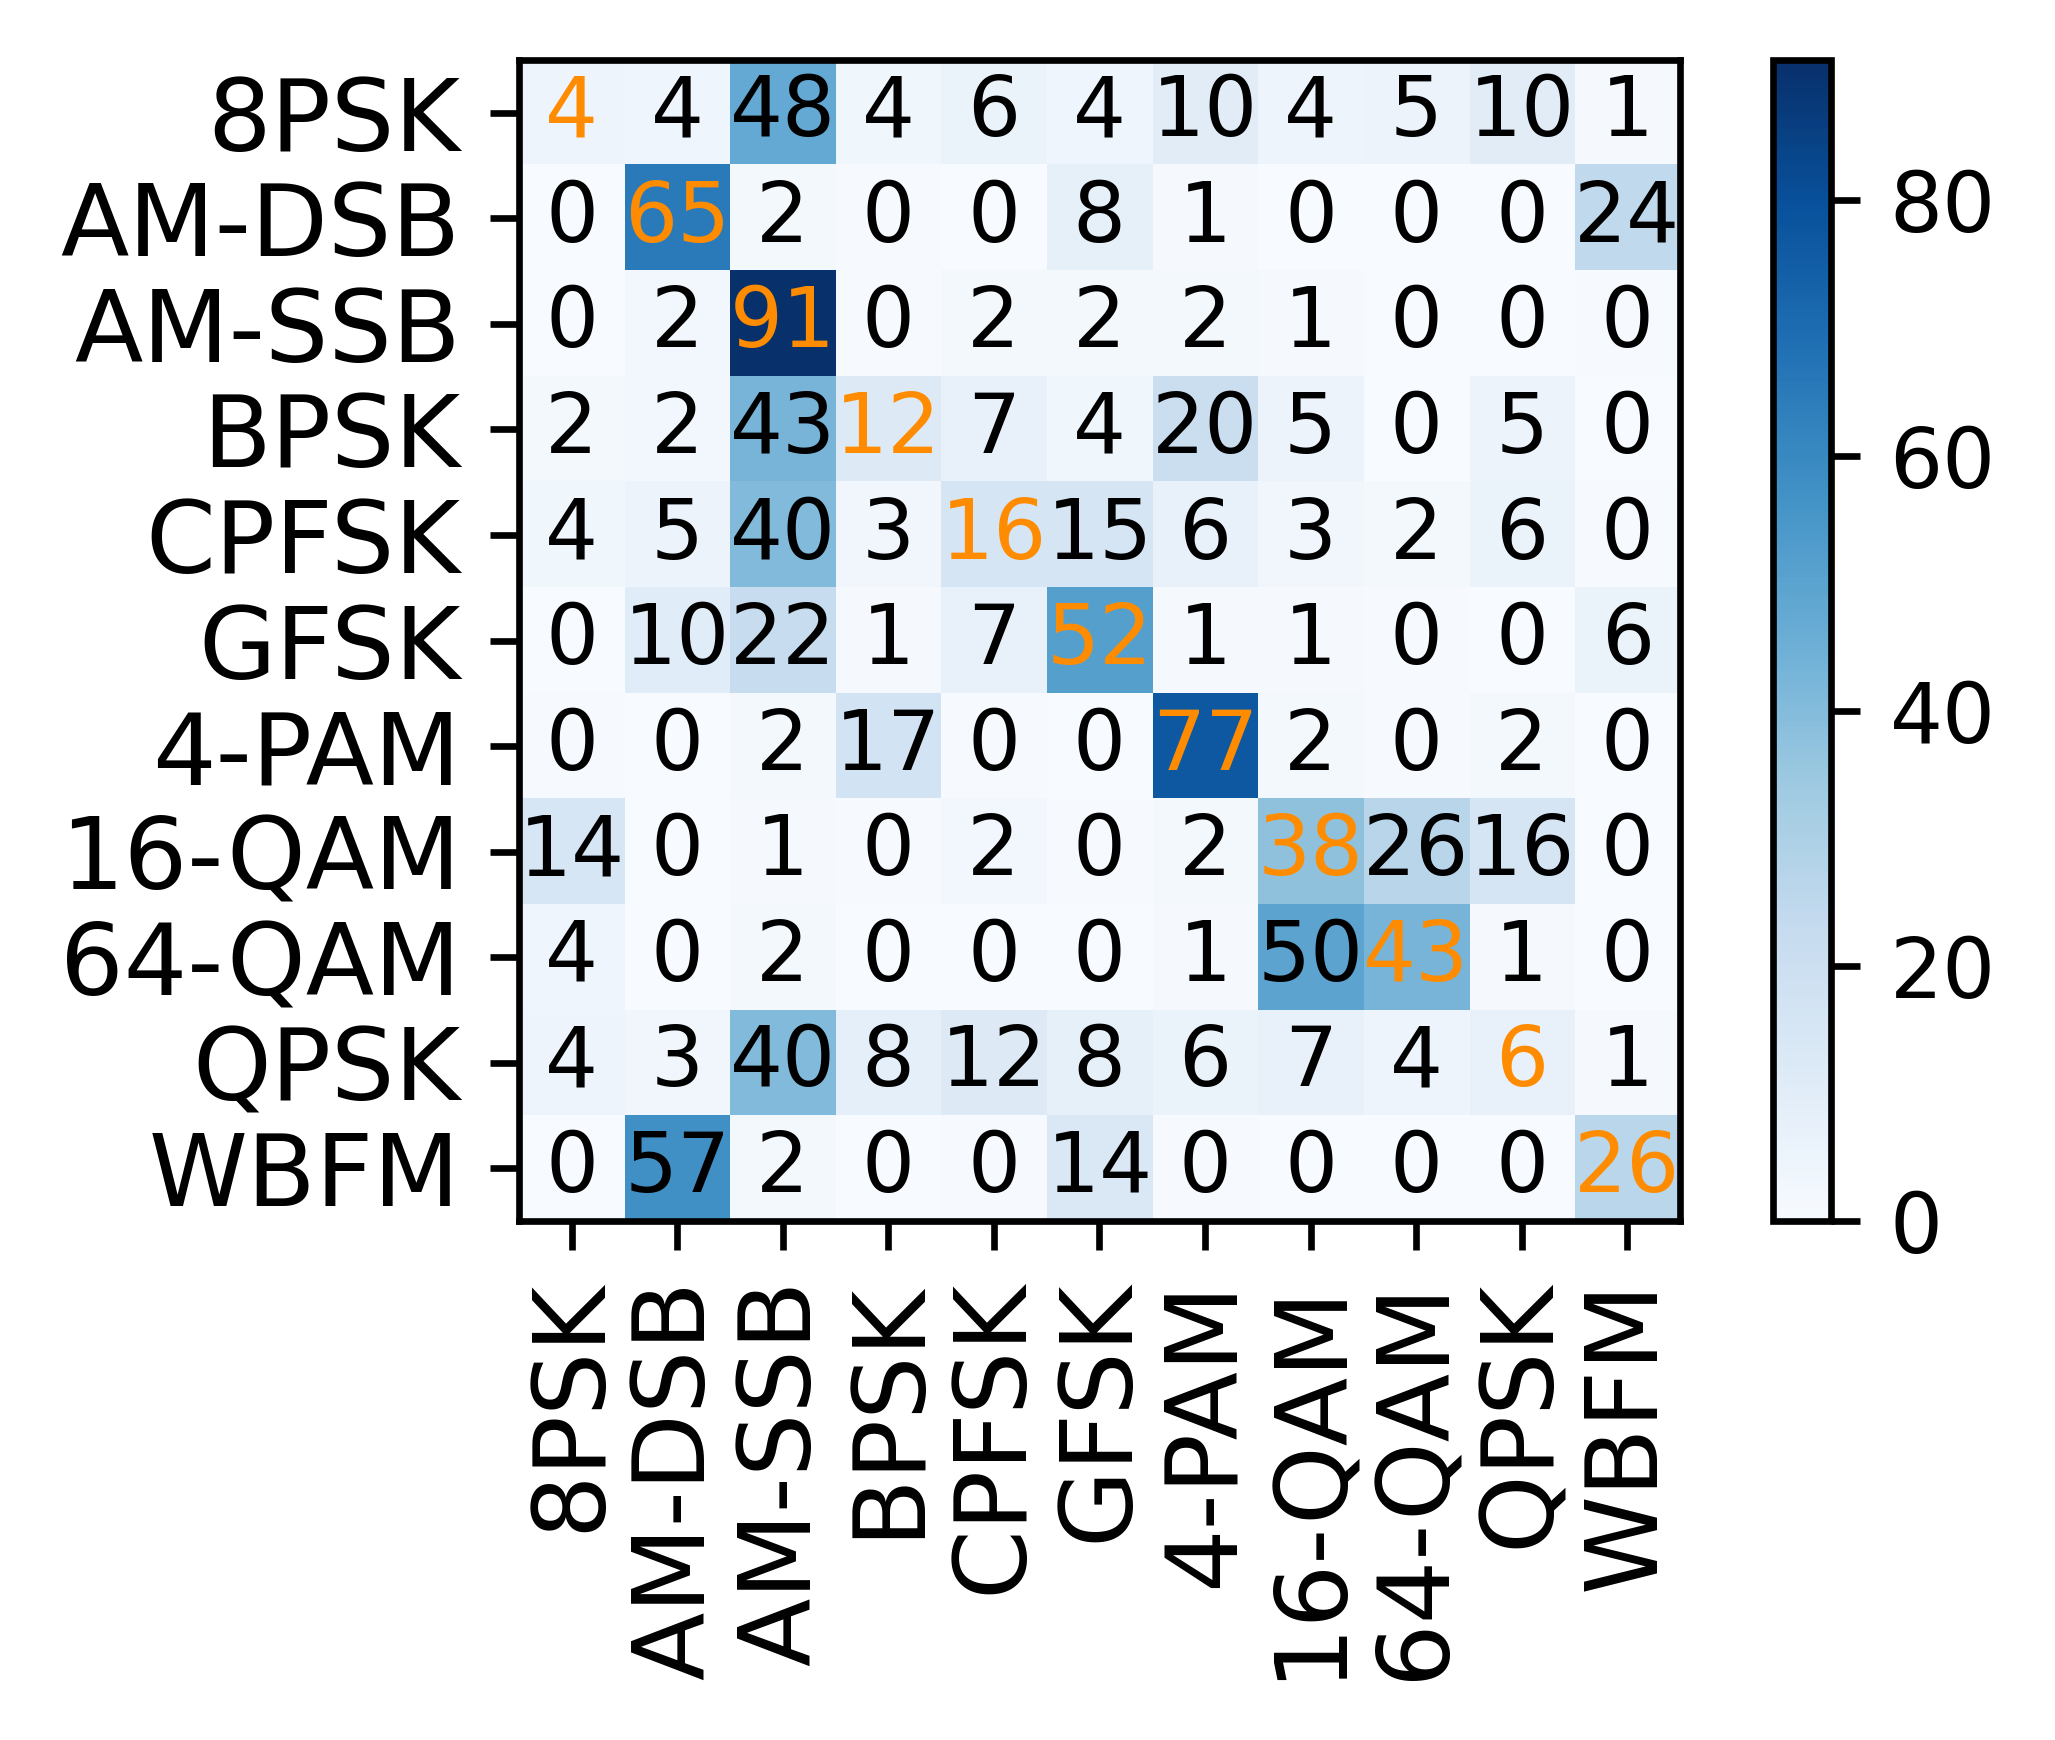 8PSK 4 4 48 4 6 4 10 4 5 10 1
AM-DSB 0 65 2 0 0 8 1 0 0 0 24
AM-SSB 0 2 91 0 2 2 2 1 0 0 0
BPSK 2 2 43 12 7 4 20 5 0 5 0
CPFSK 4 5 40 3 16 15 6 3 2 6 0
GFSK 0 10 22 1 7 52 1 1 0 0 6
4-PAM 0 0 2 17 0 0 77 2 0 2 0
16-QAM 14 0 1 0 2 0 2 38 26 16 0
64-QAM 4 0 2 0 0 0 1 50 43 1 0
QPSK 4 3 40 8 12 8 6 7 4 6 1
WBFM 0 57 2 0 0 14 0 0 0 0 26
8PSK
AM-DSB
AM-SSB
BPSK
CPFSK
GFSK
4-PAM
16-QAM
64-QAM
QPSK
WBFM
80
60
40
20
0